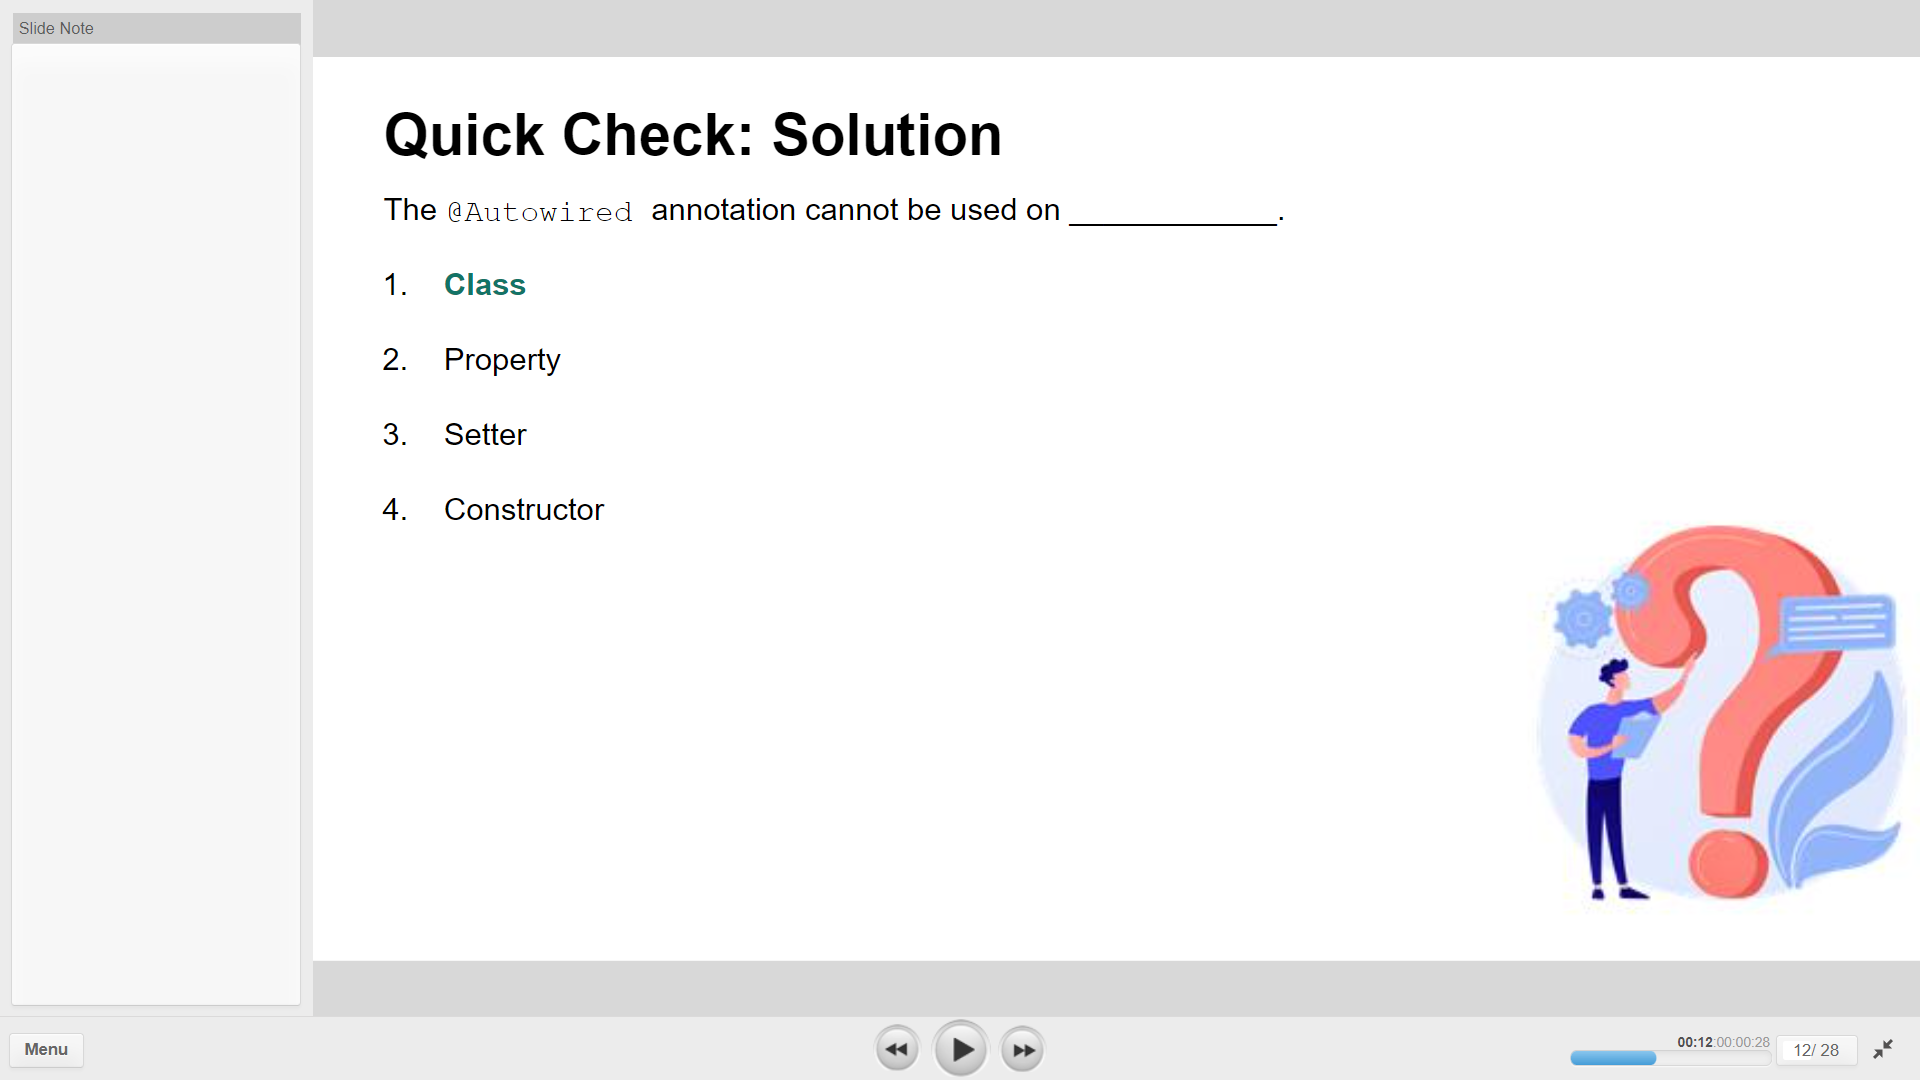 Slide Note
Quick Check: Solution
The @Autowired annotation cannot be used on _____________.
1. Class
2. Property
3. Setter
4. Constructor
Menu
00:12:00:00:28
12/ 28